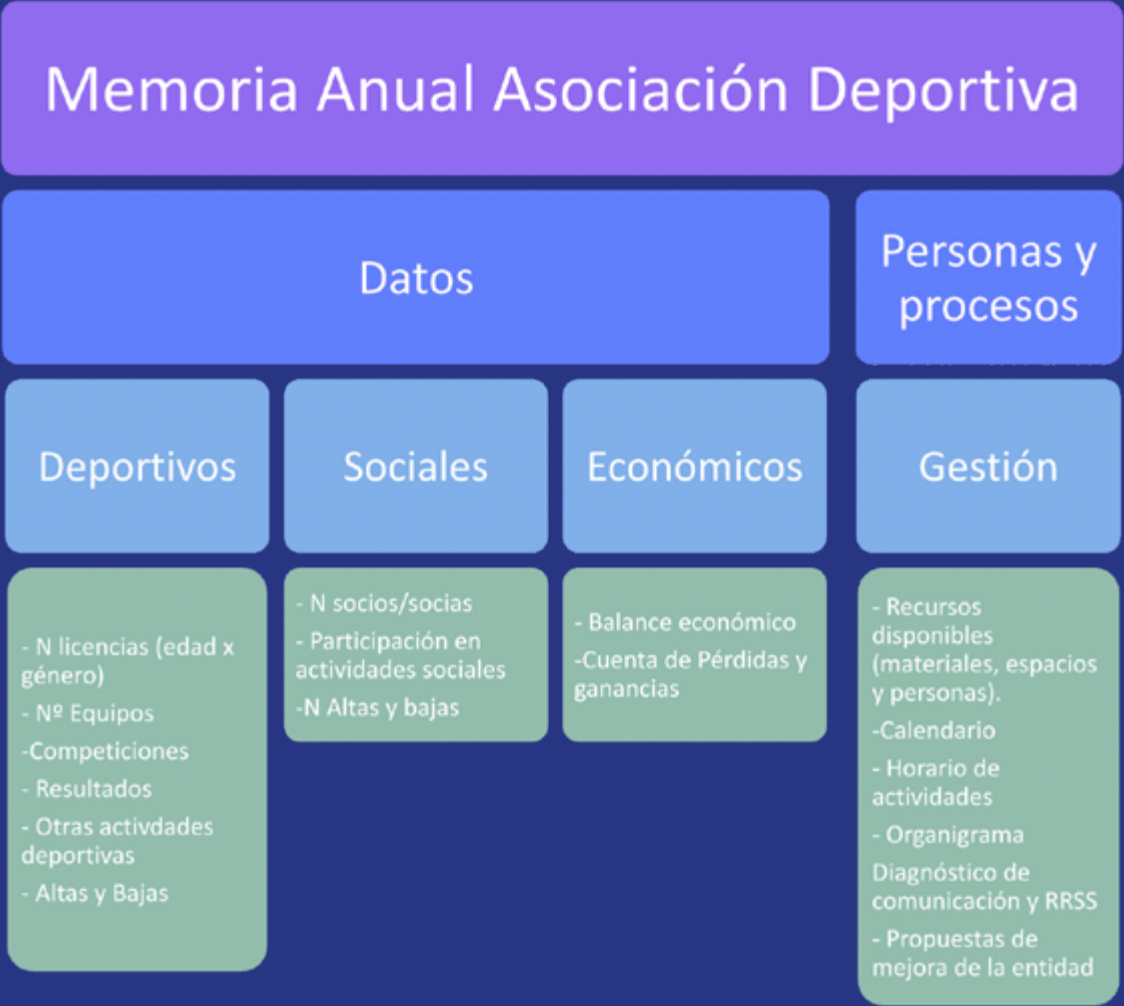 Memoria Anual Asociación Deportiva
Datos
Personas y
procesos
Deportivos
Sociales
Económicos
Gestión
- N licencias (edad x
género)
- Nº Equipos
-Competiciones
- Resultados
- Otras activdades
deportivas
- Altas y Bajas
- N socios/socias
- Participación en
actividades sociales
-N Altas y bajas
- Balance económico
-Cuenta de Pérdidas y
ganancias
- Recursos
disponibles
(materiales, espacios
y personas).
-Calendario
- Horario de
actividades
- Organigrama
Diagnóstico de
comunicación y RRSS
- Propuestas de
mejora de la entidad